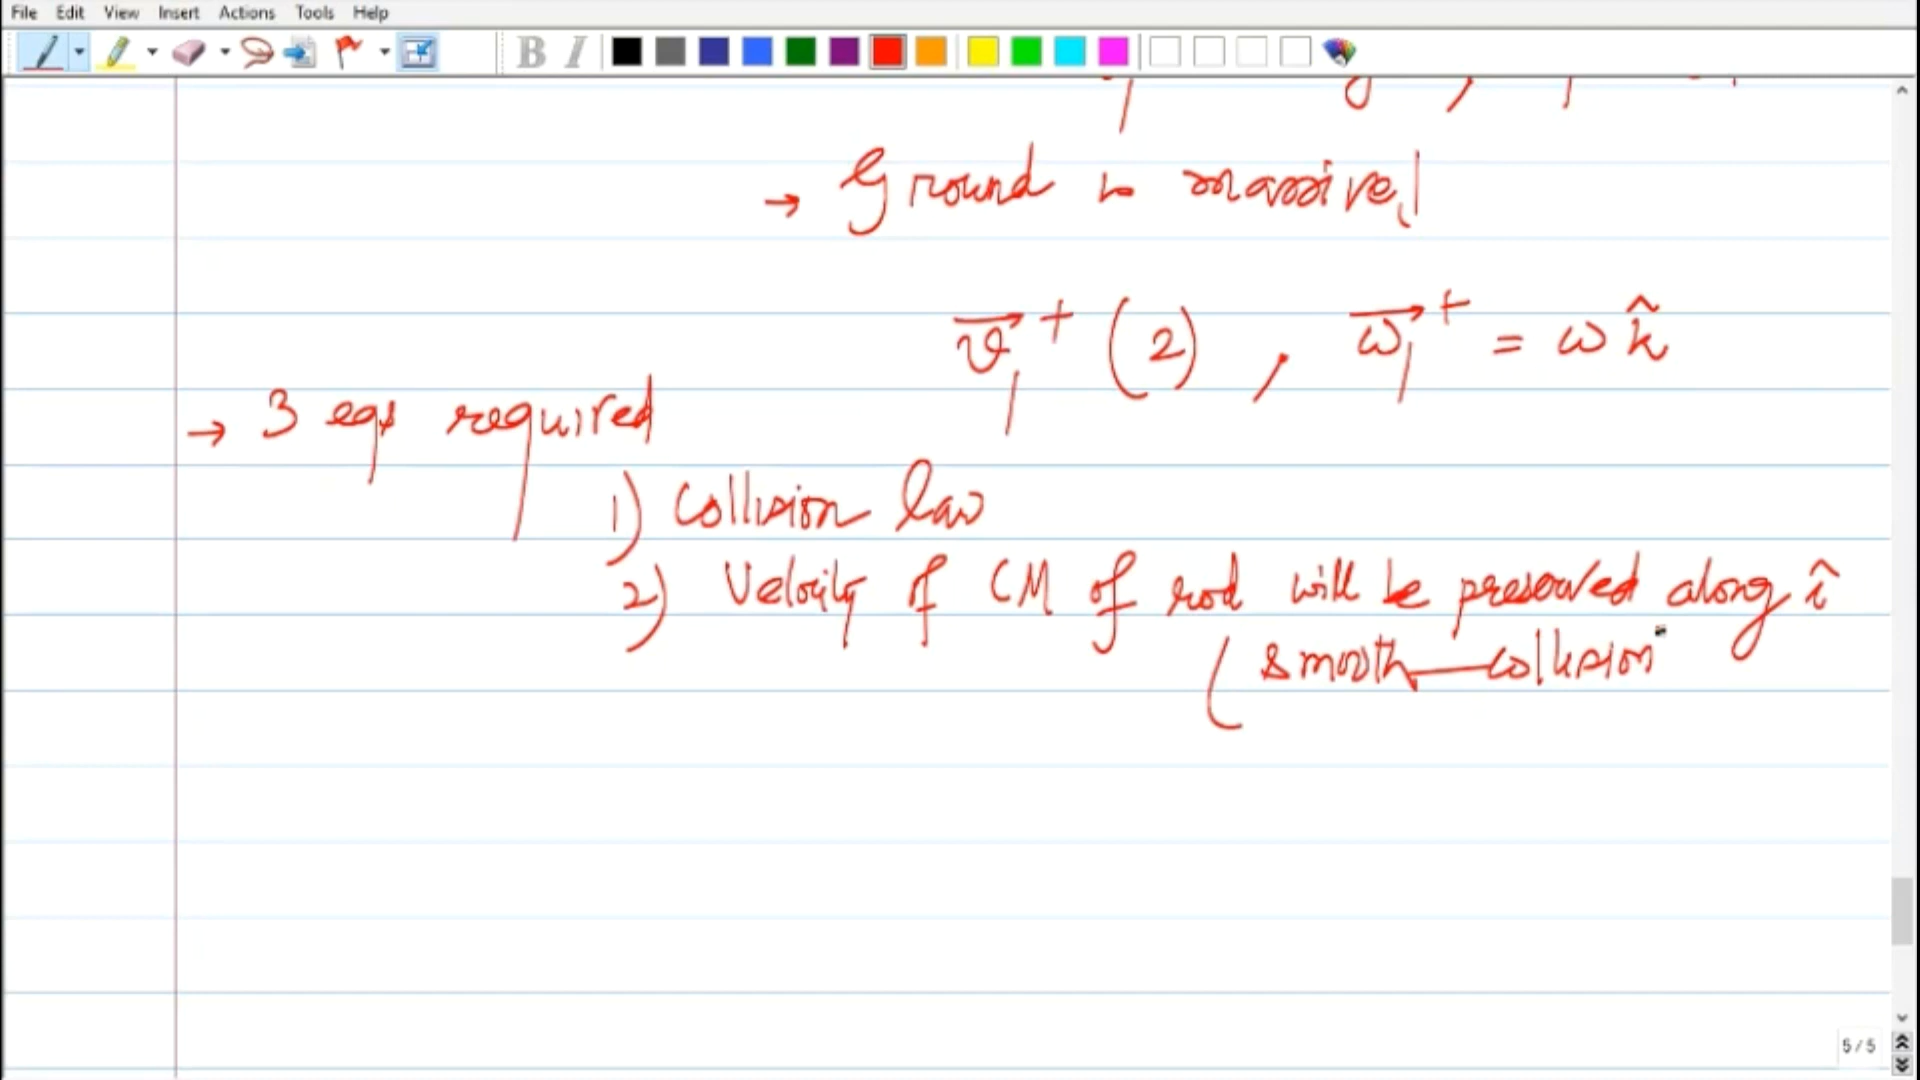 File Edit View Insert Actions Tools Help
B I
→ Ground is massive,
v₁⁺ (2), ω₁⁺ = ω k̂
→ 3 eqs required
1) Collision law
2) Velocity of CM of rod will be preserved along î
(smooth collision
5 / 5